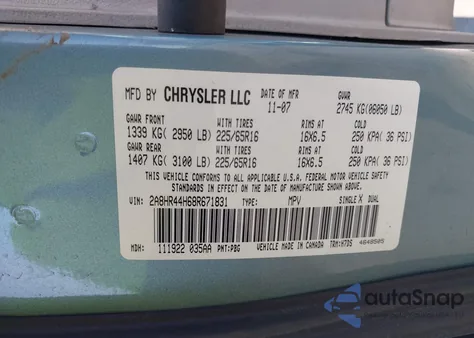 MFD BY CHRYSLER LLC DATE OF MFR GVWR
11-07 2745 KG(06050 LB)
GAWR FRONT WITH TIRES RIMS AT COLD
1339 KG( 2950 LB) 225/65R16 16X6.5 250 KPA( 36 PSI)
GAWR REAR WITH TIRES RIMS AT COLD
1407 KG( 3100 LB) 225/65R16 16X6.5 250 KPA( 36 PSI)
THIS VEHICLE CONFORMS TO ALL APPLICABLE U.S.A. FEDERAL MOTOR VEHICLE SAFETY
STANDARDS IN EFFECT ON THE DATE OF MANUFACTURE SHOWN ABOVE.
VIN: 2A8HR44H68R671831 TYPE: MPV SINGLE X DUAL
MDH: 111922 035AA PNT:PBG VEHICLE MADE IN CANADA TRM:H7DS 4648505
autoSnap